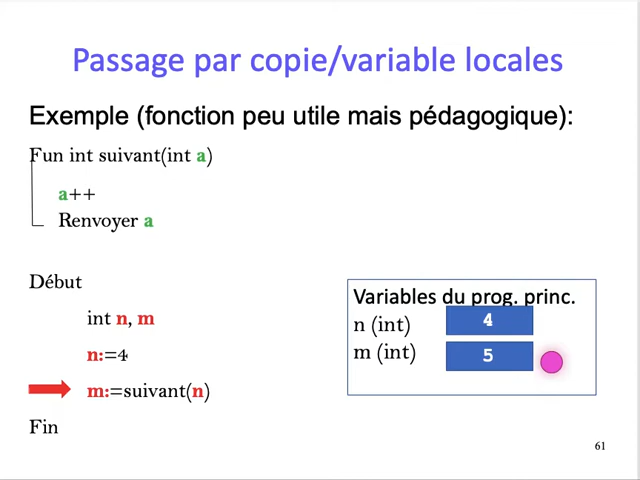 Passage par copie/variable locales
Exemple (fonction peu utile mais pédagogique):
Fun int suivant(int a)
a++
Renvoyer a
Début
int n, m
n:=4
m:=suivant(n)
Fin
Variables du prog. princ.
n (int) 4
m (int) 5
61